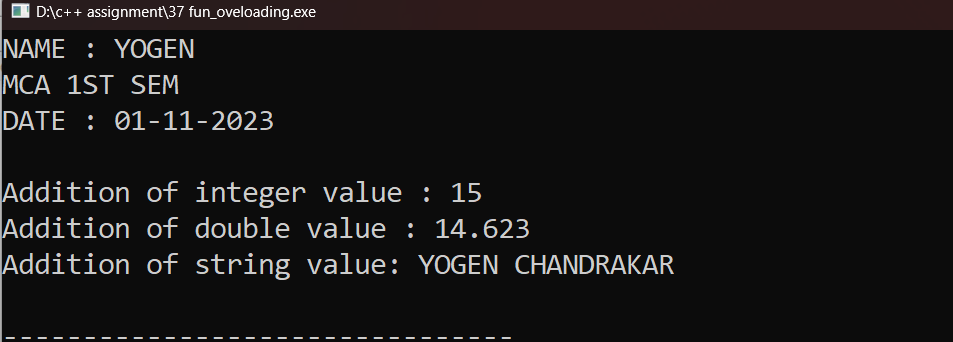 D:\c++ assignment\37 fun_oveloading.exe
NAME : YOGEN
MCA 1ST SEM
DATE : 01-11-2023
Addition of integer value : 15
Addition of double value : 14.623
Addition of string value: YOGEN CHANDRAKAR
--------------------------------